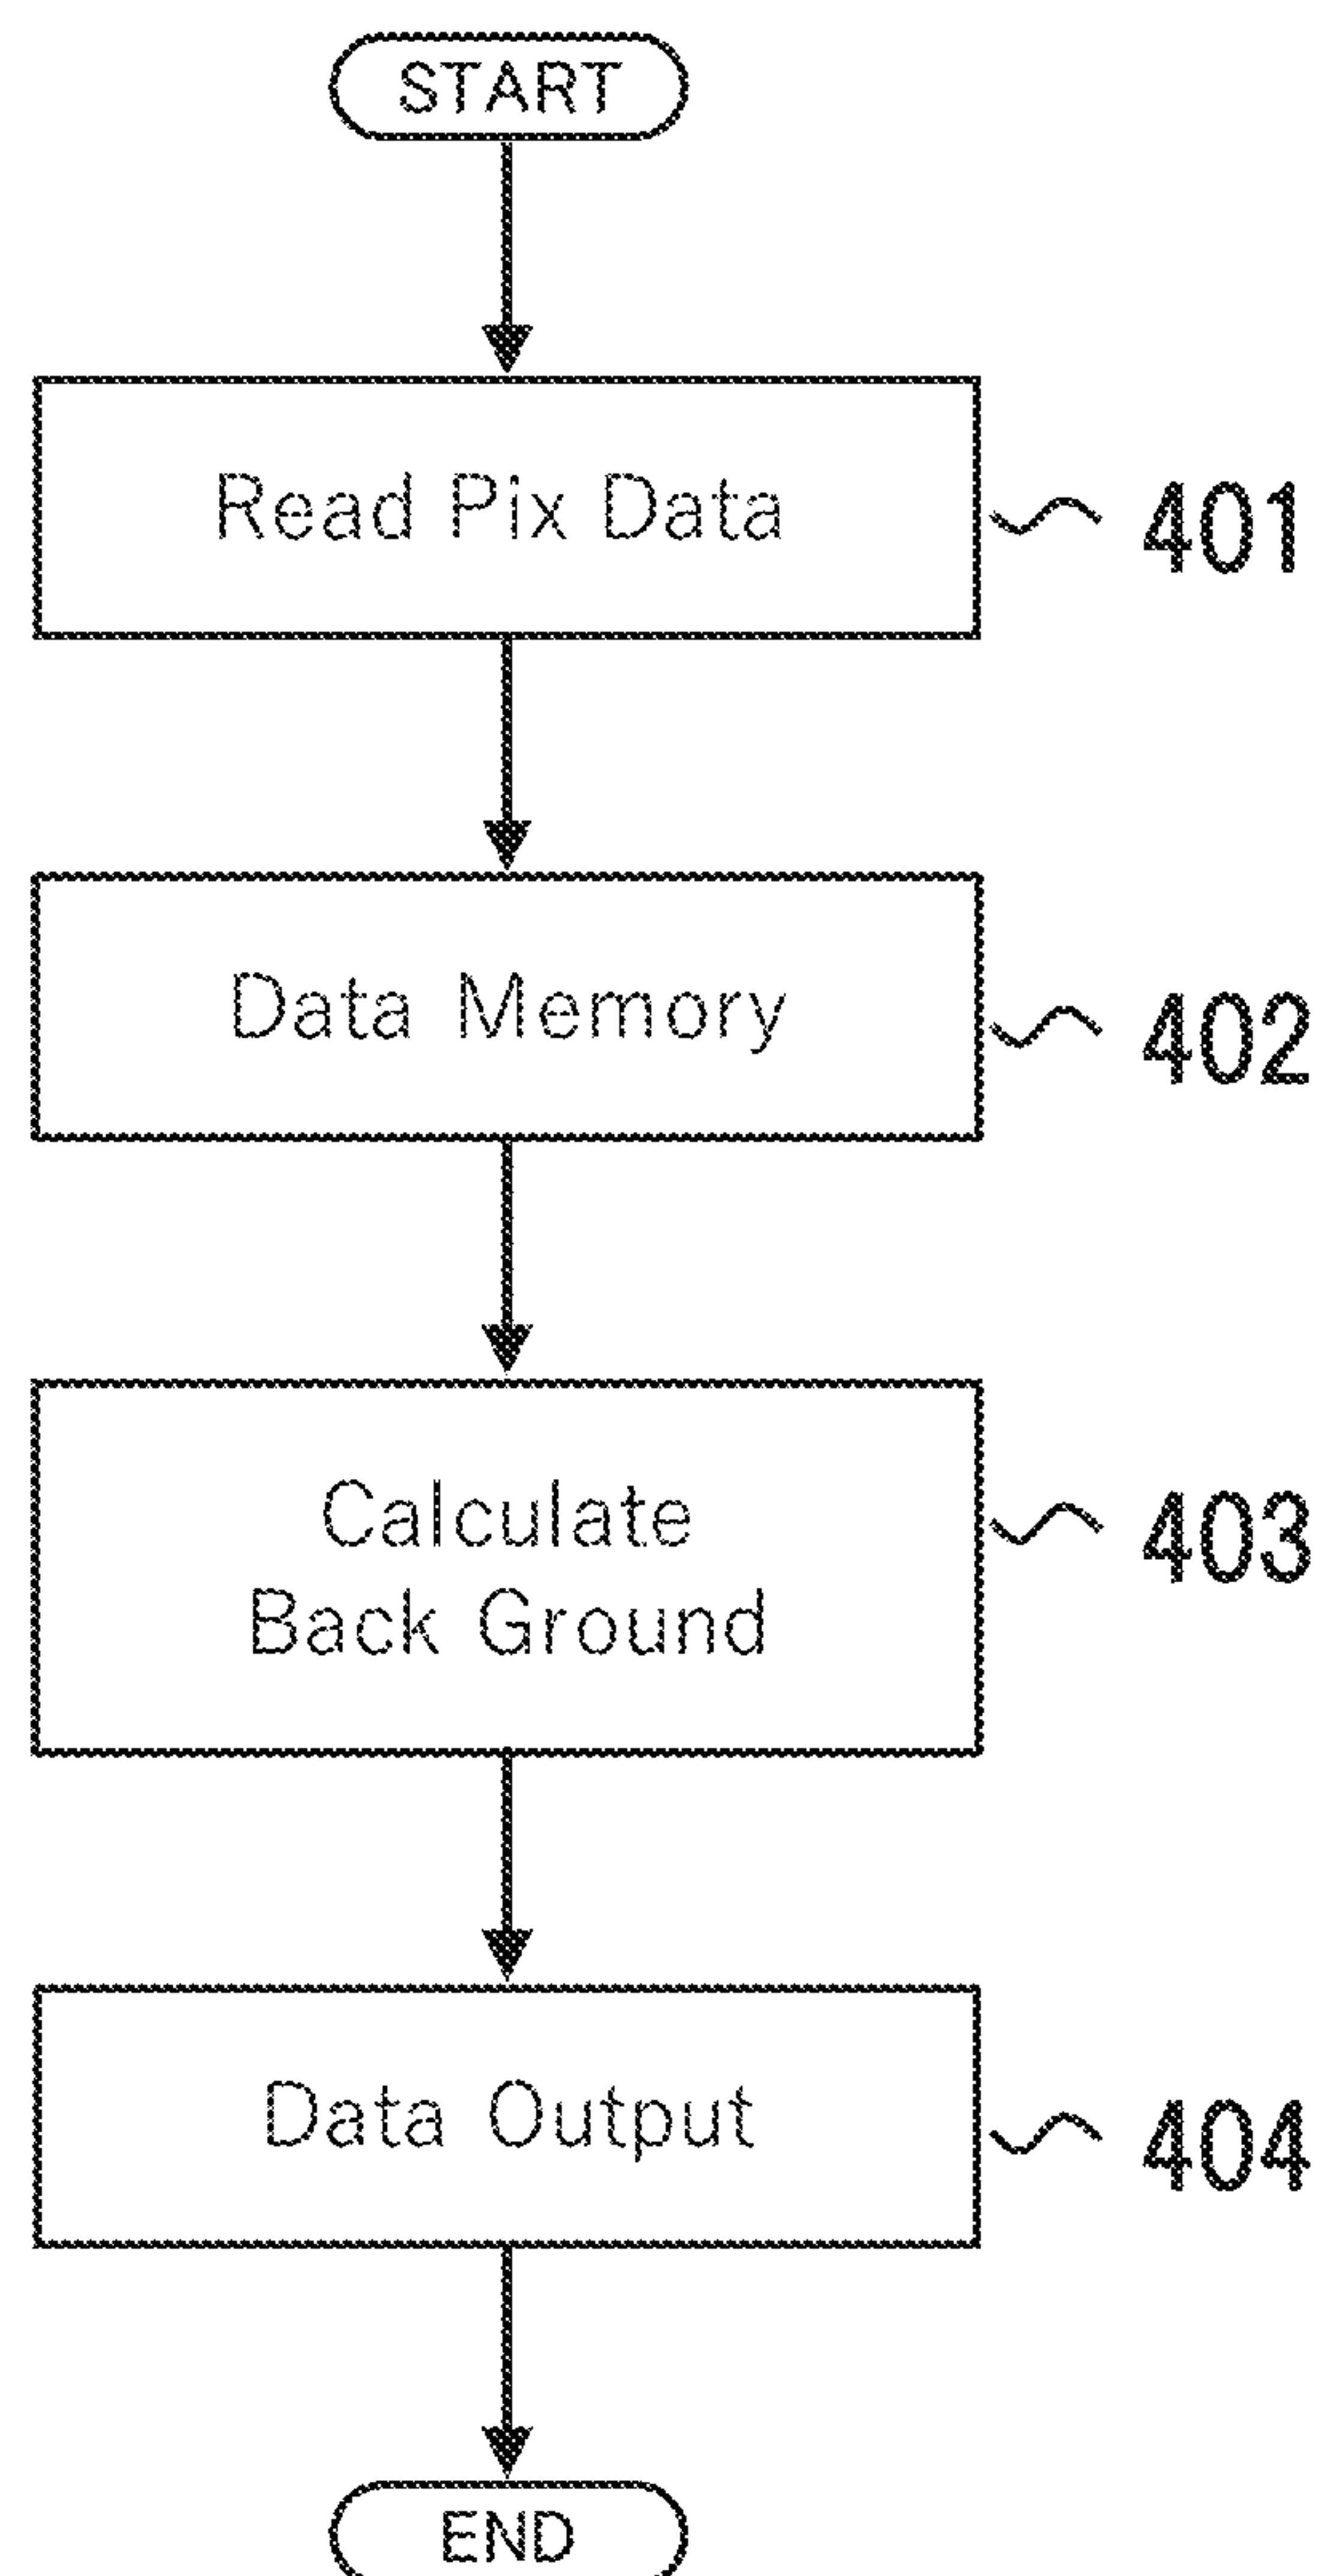 START
Read Pix Data
401
Data Memory
402
Calculate
403
Back Ground
Data Output
404
END